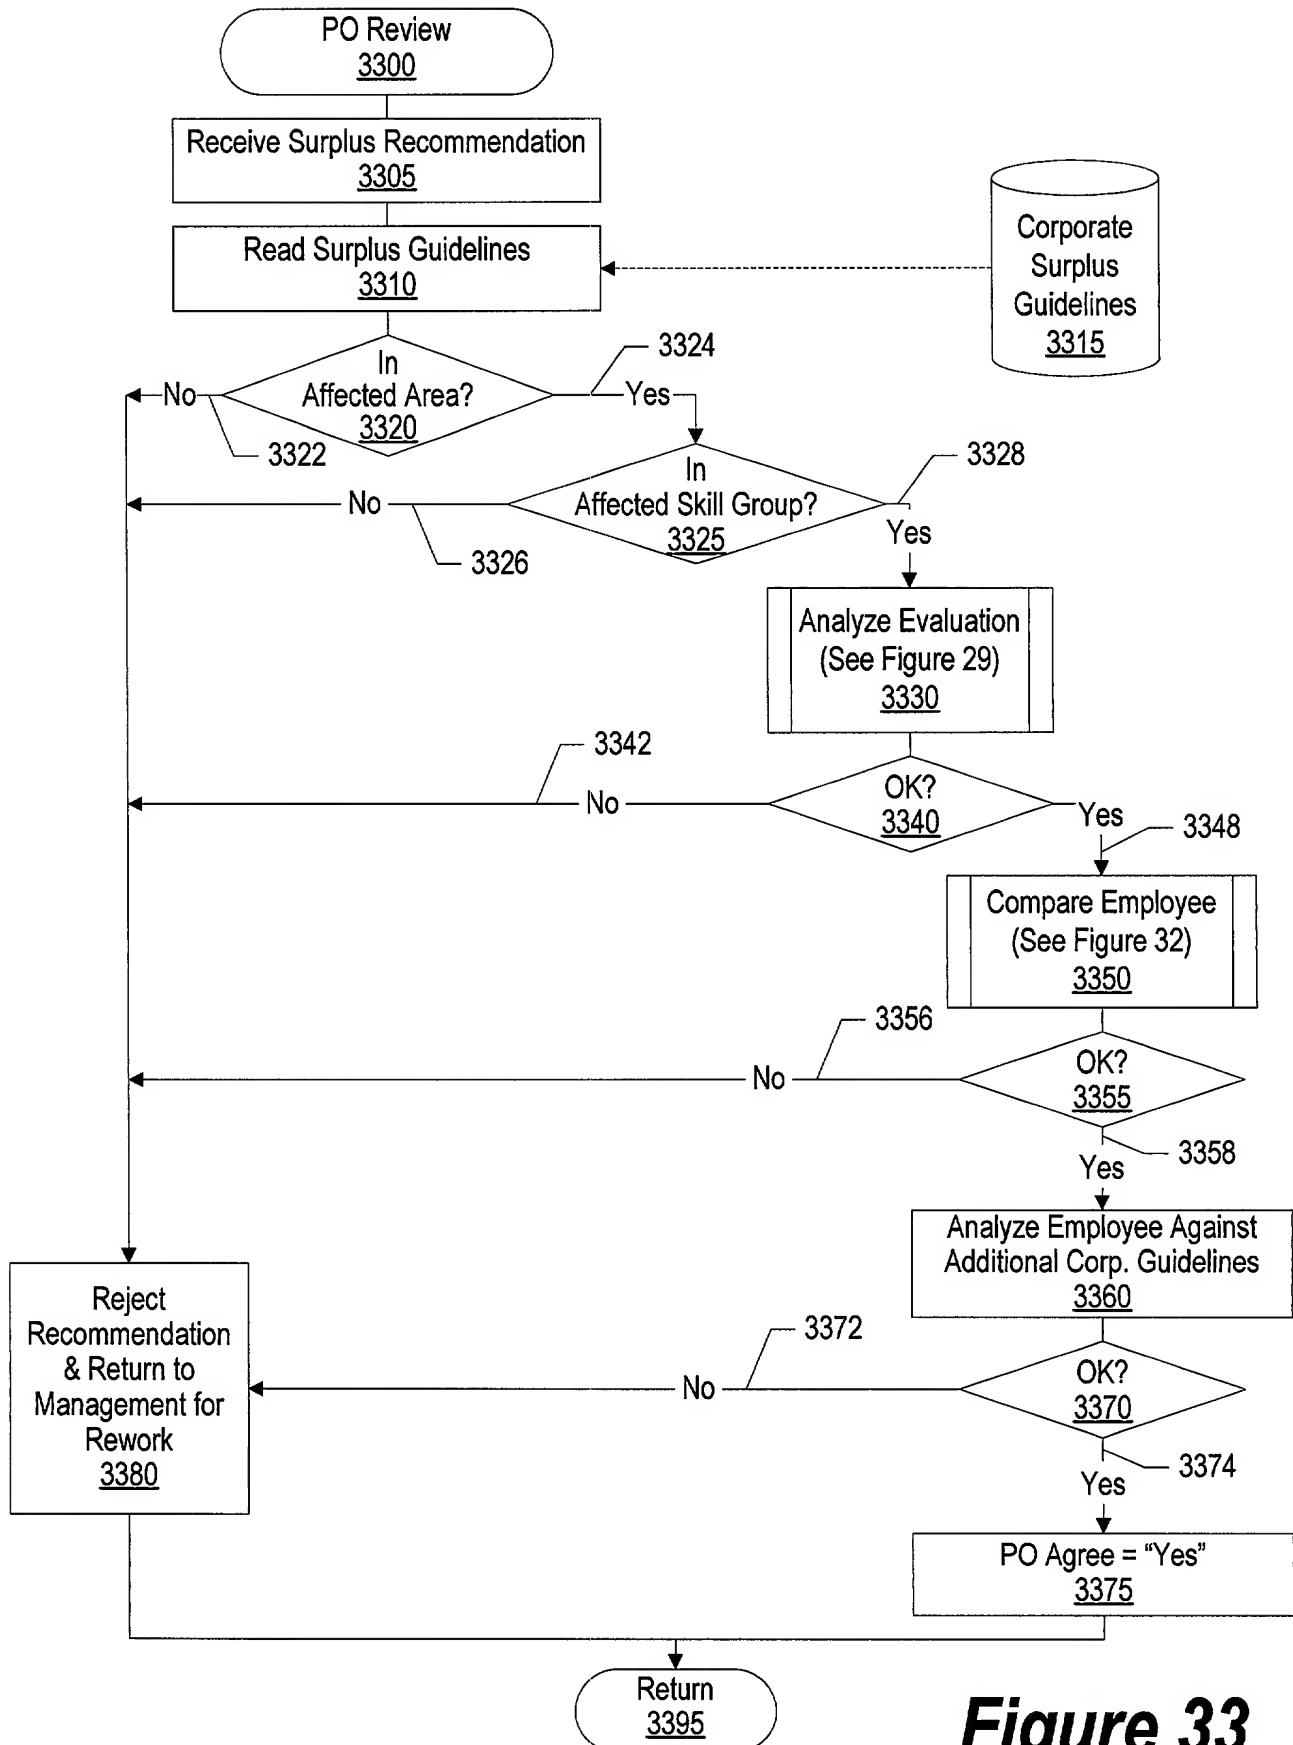 PO Review
3300
Receive Surplus Recommendation
3305
Read Surplus Guidelines
3310
Corporate
Surplus
Guidelines
3315
In
Affected Area?
3320
No
3322
3324
Yes
In
Affected Skill Group?
3325
No
3326
3328
Yes
Analyze Evaluation
(See Figure 29)
3330
OK?
3340
3342
No
Yes
3348
Compare Employee
(See Figure 32)
3350
OK?
3355
3356
No
3358
Yes
Analyze Employee Against
Additional Corp. Guidelines
3360
OK?
3370
3372
No
3374
Yes
Reject
Recommendation
& Return to
Management for
Rework
3380
PO Agree = “Yes”
3375
Return
3395
Figure 33